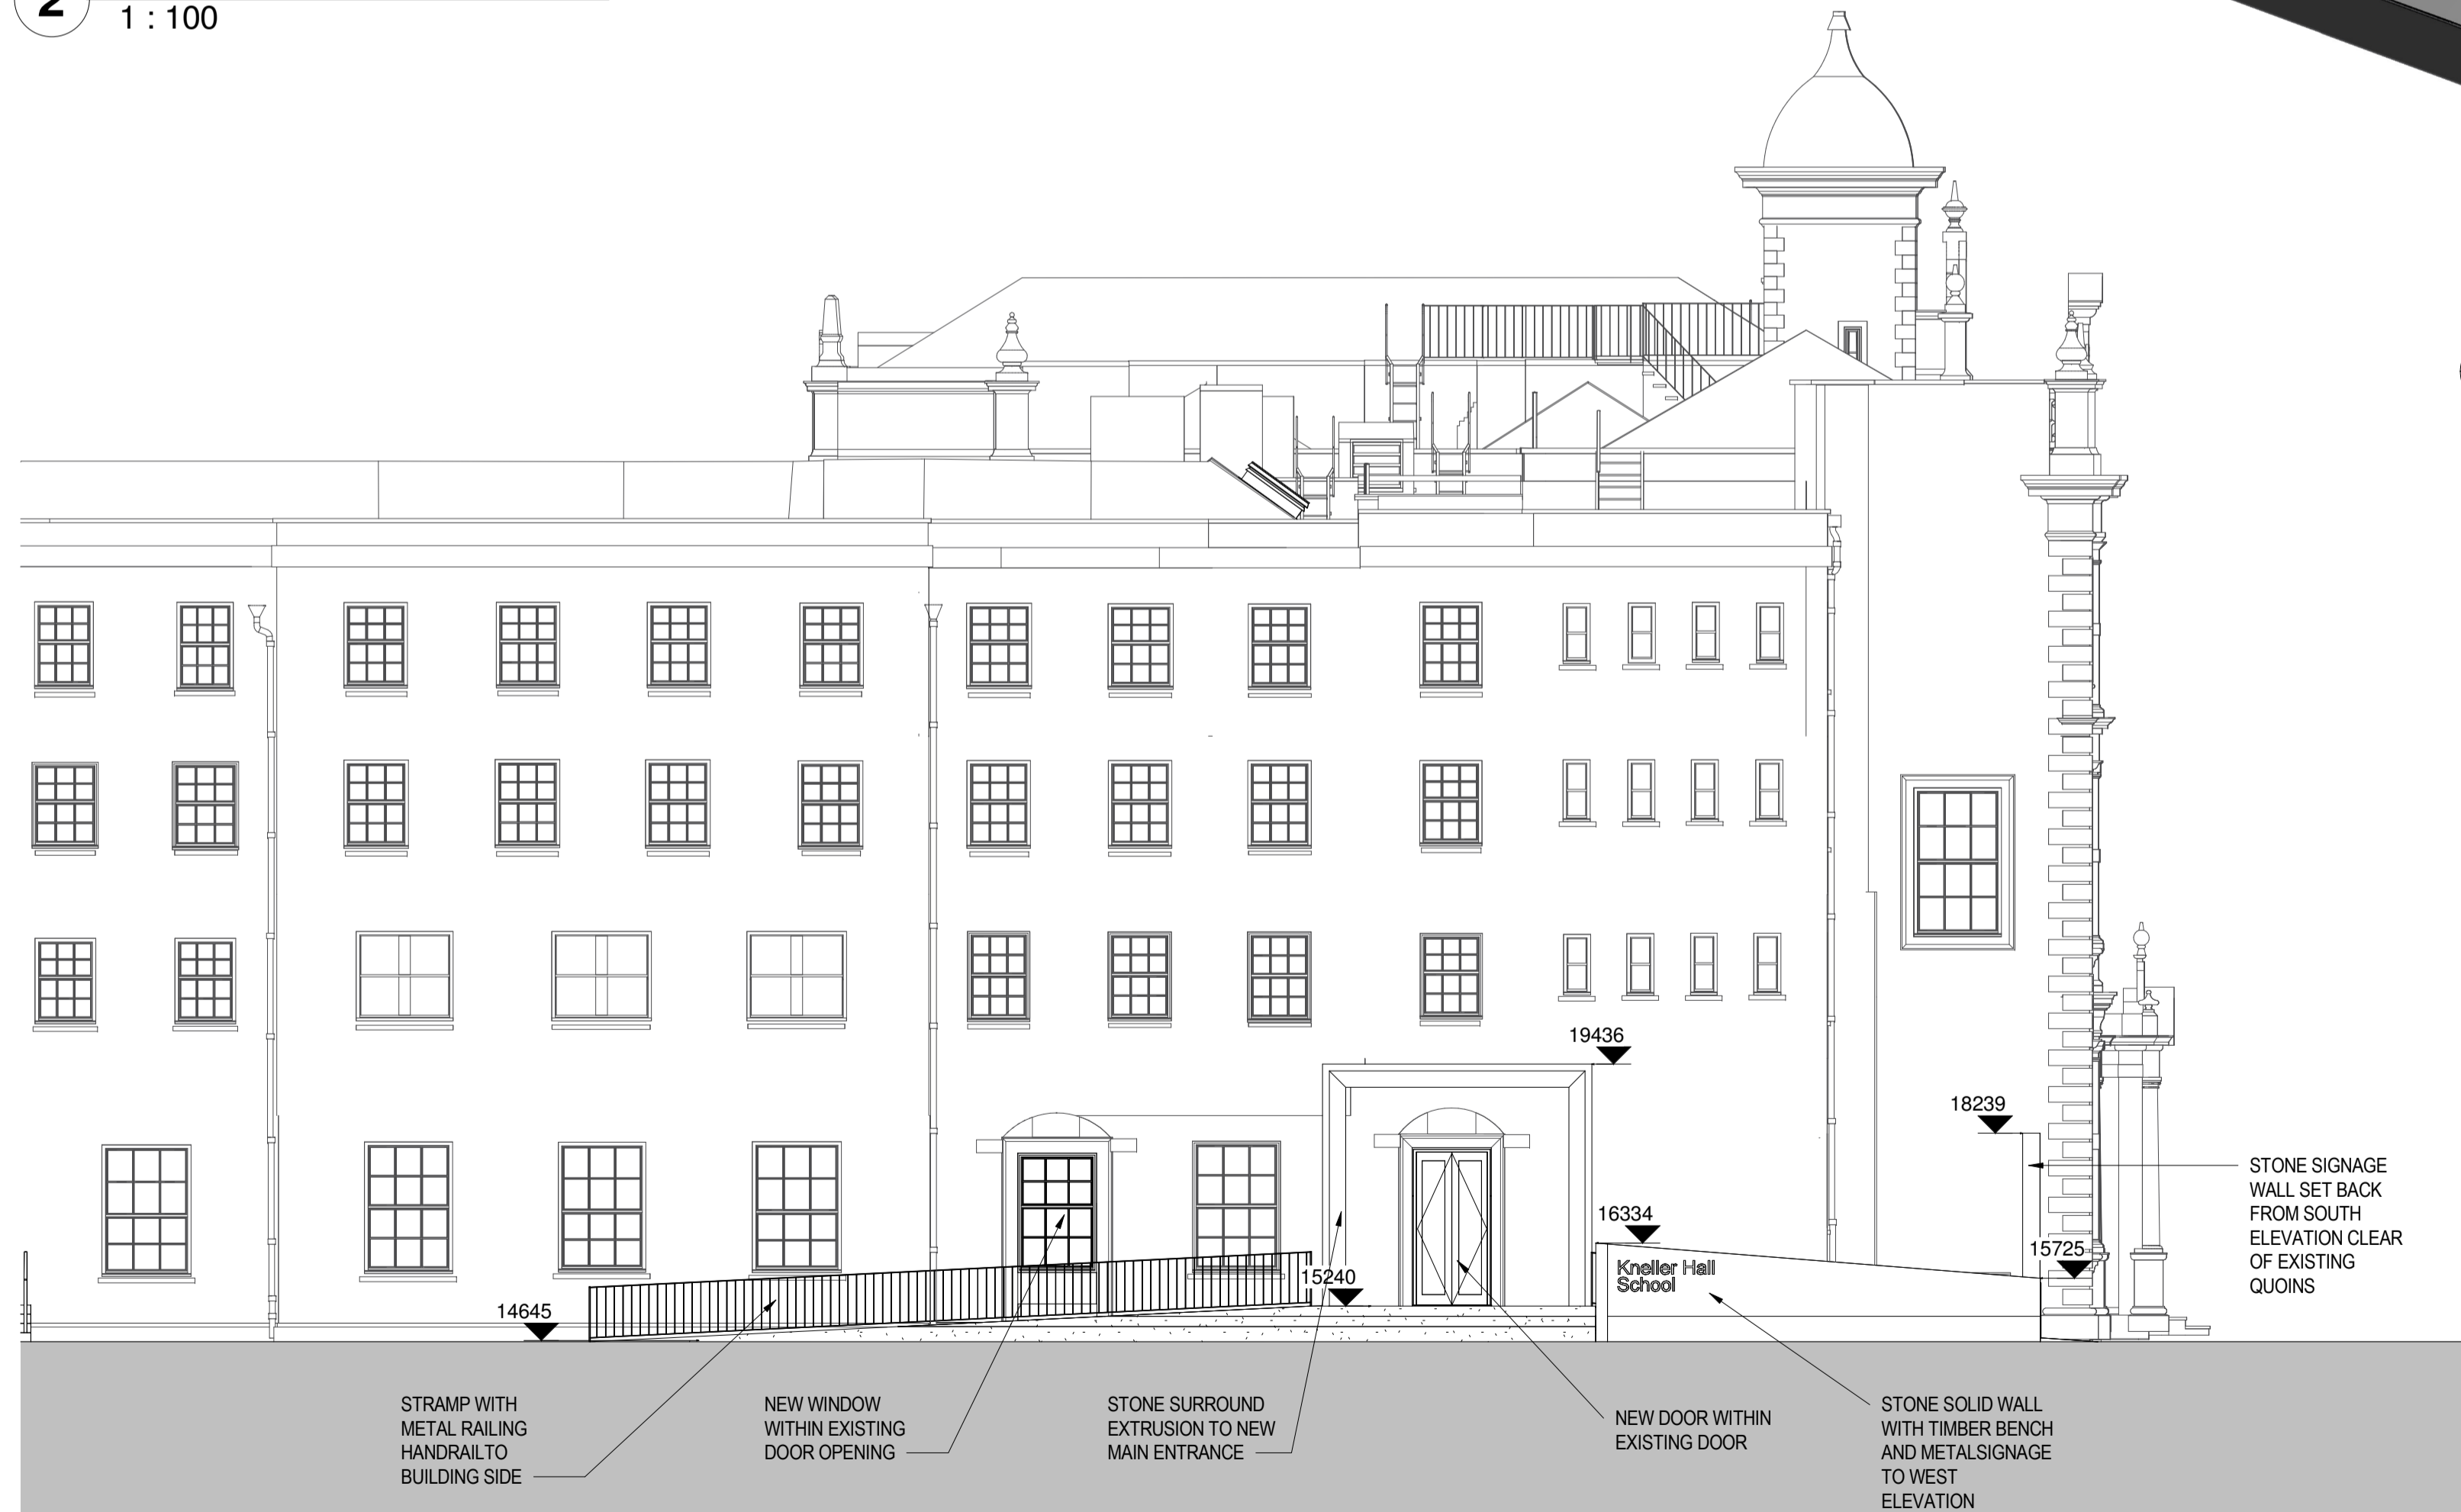 2
1 : 100
19436
18239
STONE SIGNAGE
WALL SET BACK
FROM SOUTH
ELEVATION CLEAR
OF EXISTING
QUOINS
16334
15725
Kneller Hall
School
15240
14645
STRAMP WITH
METAL RAILING
HANDRAILTO
BUILDING SIDE
NEW WINDOW
WITHIN EXISTING
DOOR OPENING
STONE SURROUND
EXTRUSION TO NEW
MAIN ENTRANCE
NEW DOOR WITHIN
EXISTING DOOR
STONE SOLID WALL
WITH TIMBER BENCH
AND METALSIGNAGE
TO WEST
ELEVATION